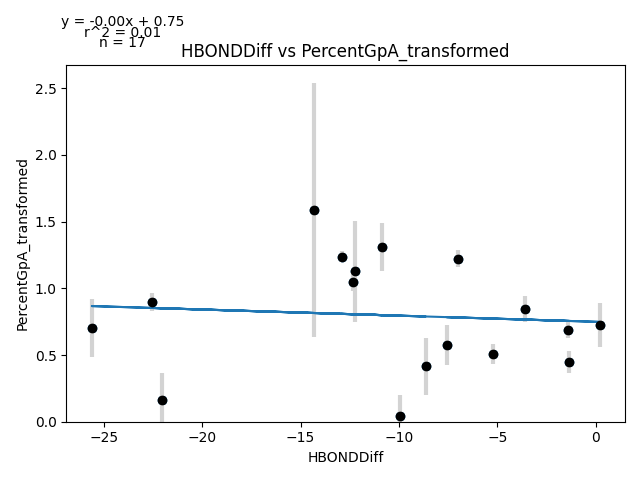 y = -0.00x + 0.75
r^2 = 0.01
n = 17
HBONDDiff vs PercentGpA_transformed
PercentGpA_transformed
2.5
2.0
1.5
1.0
0.5
0.0
−25
−20
−15
−10
−5
0
HBONDDiff